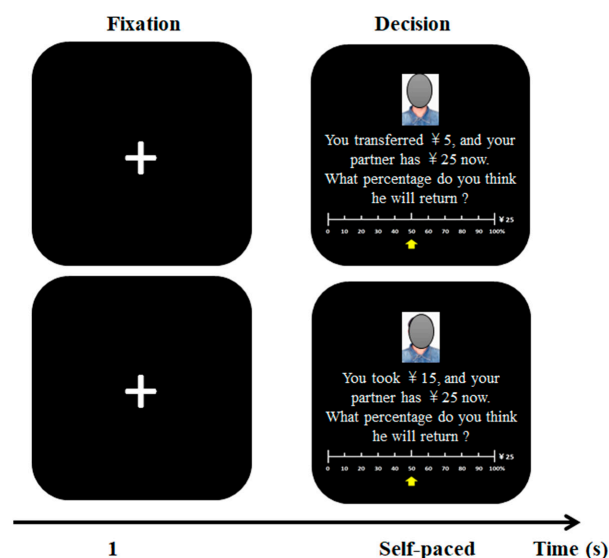 Fixation Decision
You transferred ¥ 5, and your
partner has ¥ 25 now.
What percentage do you think
he will return ?
¥ 25
0 10 20 30 40 50 60 70 80 90 100%
You took ¥ 15, and your
partner has ¥ 25 now.
What percentage do you think
he will return ?
¥ 25
0 10 20 30 40 50 60 70 80 90 100%
1 Self-paced Time (s)